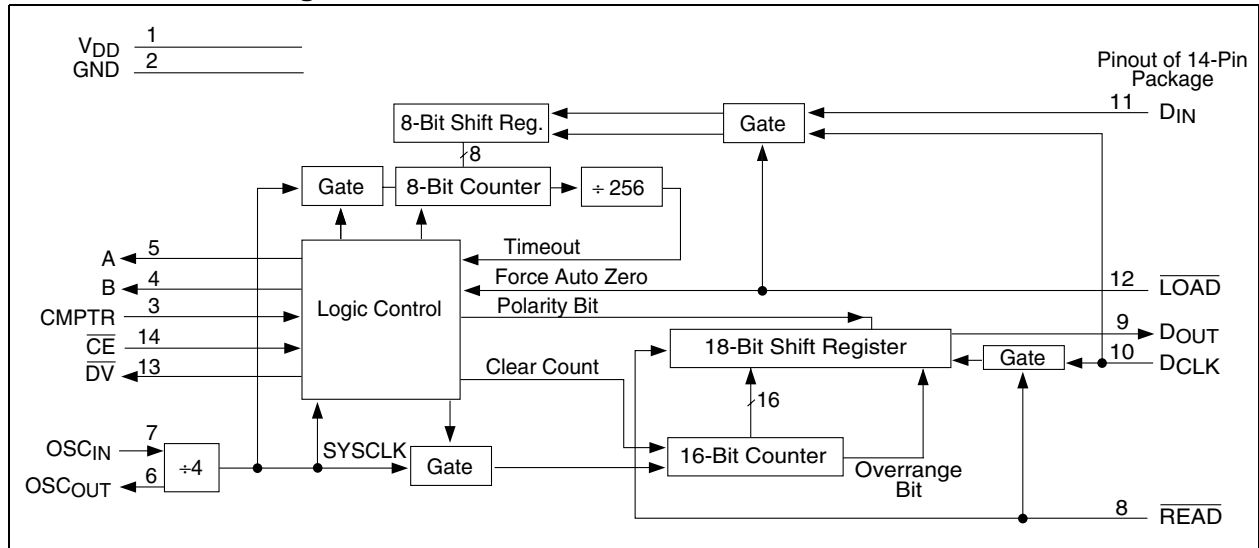 VDD 1
GND 2
Pinout of 14-Pin
Package
11 DIN
8-Bit Shift Reg.
Gate
8
Gate
8-Bit Counter
÷ 256
A 5
B 4
CMPTR 3
CE 14
DV 13
Logic Control
Timeout
Force Auto Zero
Polarity Bit
Clear Count
12 LOAD
9 DOUT
10 DCLK
18-Bit Shift Register
Gate
16
OSCIN 7
OSCOUT 6
÷4
SYSCLK
Gate
16-Bit Counter
Overrange
Bit
8 READ